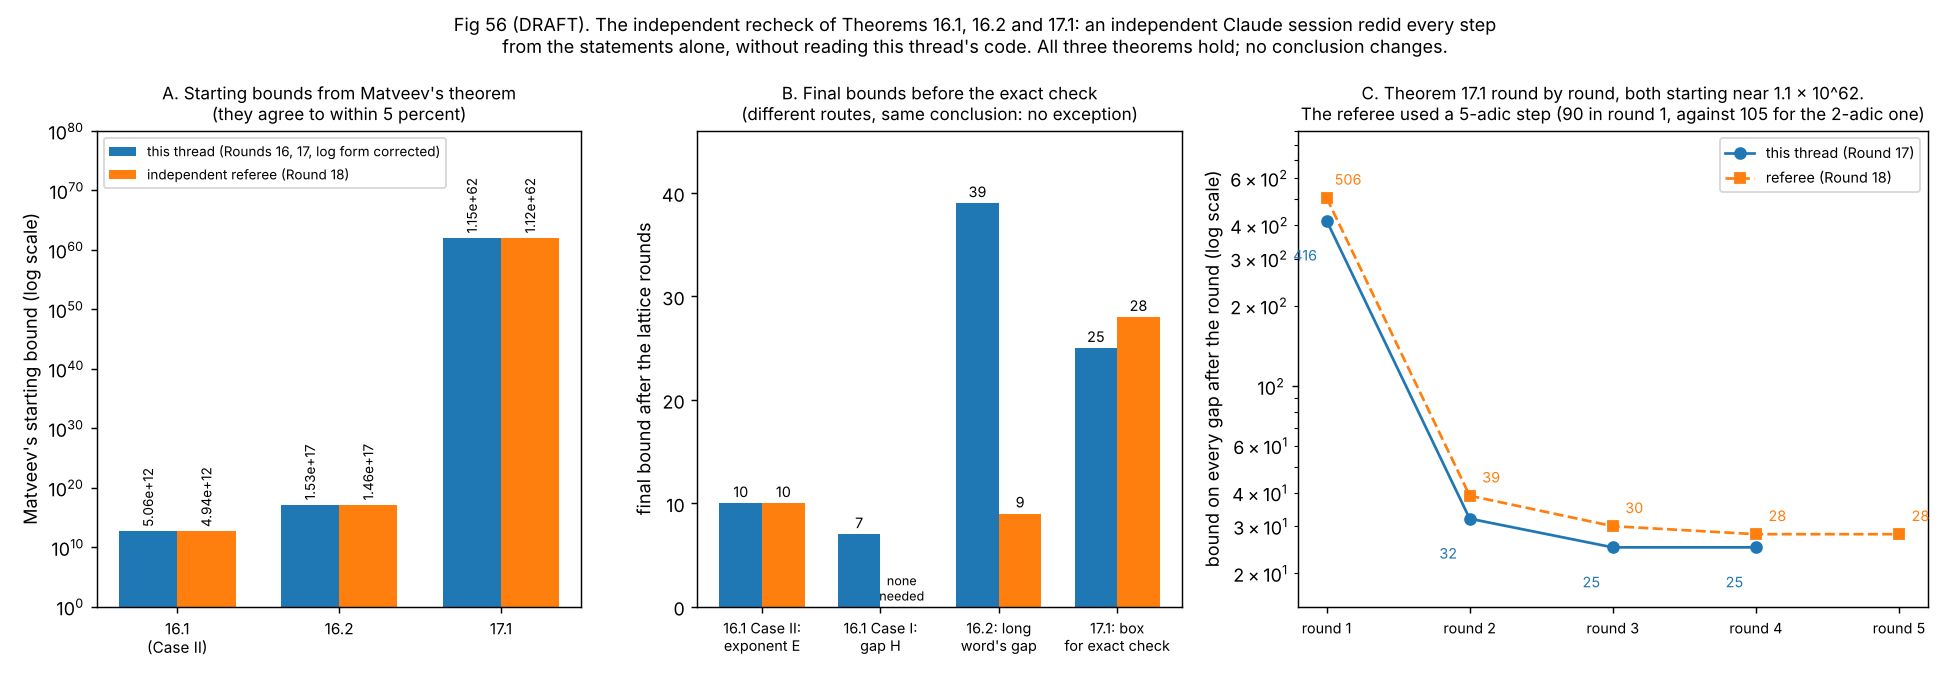 Fig 56 (DRAFT). The independent recheck of Theorems 16.1, 16.2 and 17.1: an independent Claude session redid every step
from the statements alone, without reading this thread's code. All three theorems hold; no conclusion changes.
A. Starting bounds from Matveev's theorem
(they agree to within 5 percent)
Matveev's starting bound (log scale)
10^80
10^70
10^60
10^50
10^40
10^30
10^20
10^10
10^0
this thread (Rounds 16, 17, log form corrected)
independent referee (Round 18)
5.06e+12
4.94e+12
1.53e+17
1.46e+17
1.15e+62
1.12e+62
16.1
(Case II)
16.2
17.1
B. Final bounds before the exact check
(different routes, same conclusion: no exception)
final bound after the lattice rounds
40
30
20
10
0
10
10
7
none
needed
39
9
25
28
16.1 Case II:
exponent E
16.1 Case I:
gap H
16.2: long
word's gap
17.1: box
for exact check
C. Theorem 17.1 round by round, both starting near 1.1 × 10^62.
The referee used a 5-adic step (90 in round 1, against 105 for the 2-adic one)
bound on every gap after the round (log scale)
6 × 10^2
4 × 10^2
3 × 10^2
2 × 10^2
10^2
6 × 10^1
4 × 10^1
3 × 10^1
2 × 10^1
this thread (Round 17)
referee (Round 18)
506
416
39
32
30
25
28
25
28
round 1
round 2
round 3
round 4
round 5